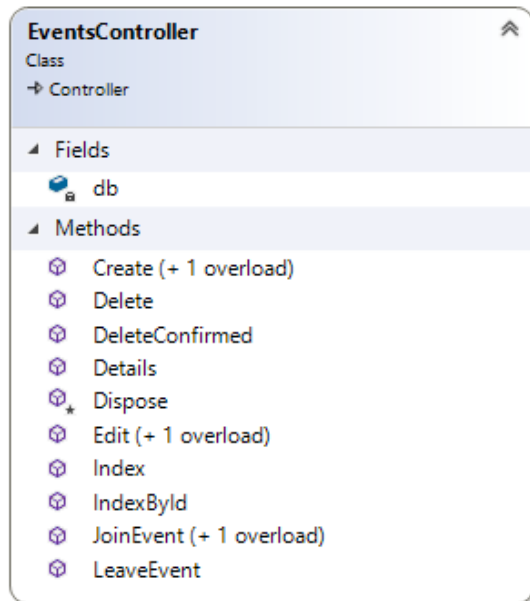 EventsController
Class
Controller
Fields
db
Methods
Create (+ 1 overload)
Delete
DeleteConfirmed
Details
Dispose
Edit (+ 1 overload)
Index
IndexById
JoinEvent (+ 1 overload)
LeaveEvent